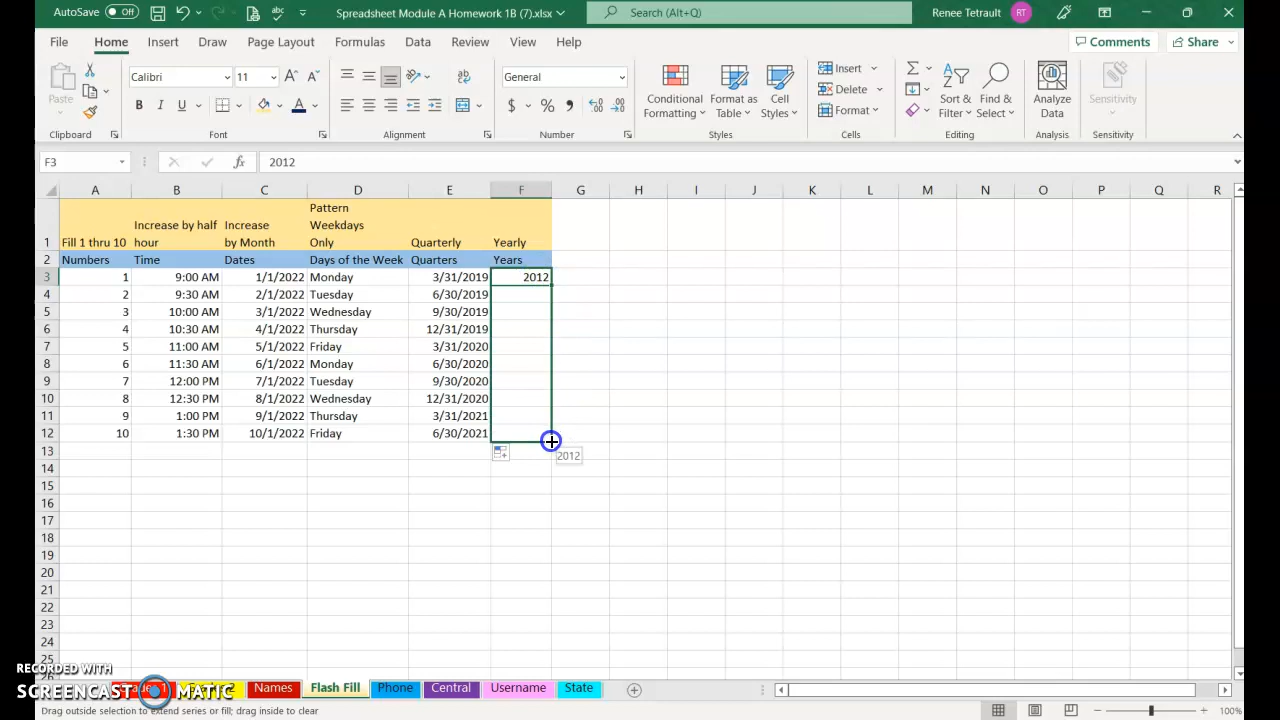 AutoSave Off Spreadsheet Module A Homework 1B (7).xlsx Search (Alt+Q) Renee Tetrault RT
File Home Insert Draw Page Layout Formulas Data Review View Help Comments Share
Paste Calibri 11 General Conditional Formatting Format as Table Cell Styles Insert Delete Format Sort & Filter Find & Select Analyze Data Sensitivity
Clipboard Font Alignment Number Styles Cells Editing Analysis Sensitivity
F3 fx 2012
A B C D E F G H I J K L M N O P Q R
1 Fill 1 thru 10 Increase by half hour Increase by Month Pattern Weekdays Only Quarterly Yearly
2 Numbers Time Dates Days of the Week Quarters Years
3 1 9:00 AM 1/1/2022 Monday 3/31/2019 2012
4 2 9:30 AM 2/1/2022 Tuesday 6/30/2019
5 3 10:00 AM 3/1/2022 Wednesday 9/30/2019
6 4 10:30 AM 4/1/2022 Thursday 12/31/2019
7 5 11:00 AM 5/1/2022 Friday 3/31/2020
8 6 11:30 AM 6/1/2022 Monday 6/30/2020
9 7 12:00 PM 7/1/2022 Tuesday 9/30/2020
10 8 12:30 PM 8/1/2022 Wednesday 12/31/2020
11 9 1:00 PM 9/1/2022 Thursday 3/31/2021
12 10 1:30 PM 10/1/2022 Friday 6/30/2021
13 2012
14
15
16
17
18
19
20
21
22
23
24
25
RECORDED WITH
SCREENCAST MATIC
Names Flash Fill Phone Central Username State
Drag outside selection to extend series or fill; drag inside to clear 100%